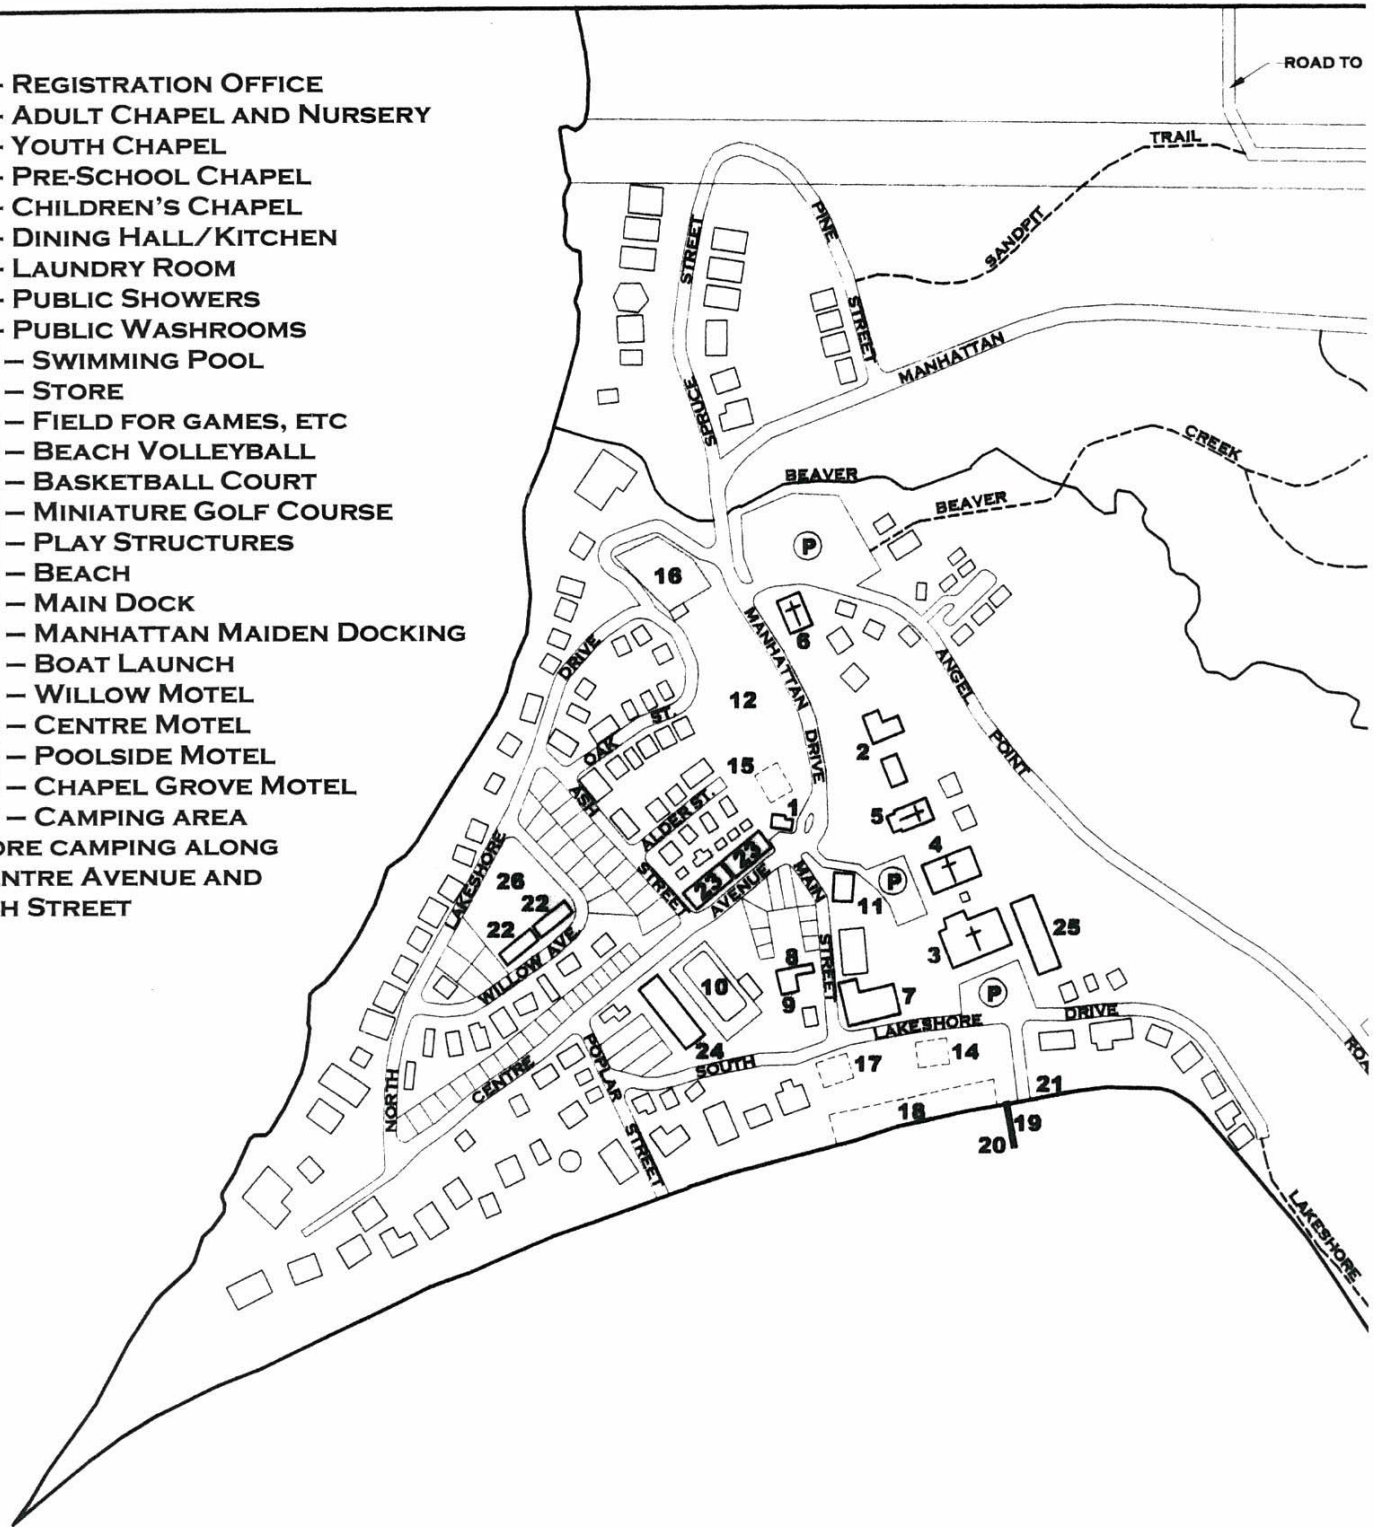 - REGISTRATION OFFICE
- ADULT CHAPEL AND NURSERY
- YOUTH CHAPEL
- PRE-SCHOOL CHAPEL
- CHILDREN'S CHAPEL
- DINING HALL/KITCHEN
- LAUNDRY ROOM
- PUBLIC SHOWERS
- PUBLIC WASHROOMS
– SWIMMING POOL
– STORE
– FIELD FOR GAMES, ETC
– BEACH VOLLEYBALL
– BASKETBALL COURT
– MINIATURE GOLF COURSE
– PLAY STRUCTURES
– BEACH
– MAIN DOCK
– MANHATTAN MAIDEN DOCKING
– BOAT LAUNCH
– WILLOW MOTEL
– CENTRE MOTEL
– POOLSIDE MOTEL
– CHAPEL GROVE MOTEL
– CAMPING AREA
ORE CAMPING ALONG
NTRE AVENUE AND
H STREET
ROAD TO
SANDPIT TRAIL
PINE STREET
SPRUCE STREET
MANHATTAN
BEAVER
BEAVER CREEK
P
16
6
MANHATTAN DRIVE
ANGEL POINT ROA
12
2
OAK ST.
15
1
5
4
ASH STREET
ALDER ST.
23
23
NORTH LAKESHORE DRIVE
26
22
22
WILLOW AVE.
CENTRE AVENUE
MAIN STREET
P
11
3
25
8
9
10
7
P
24
POPLAR STREET
SOUTH LAKESHORE DRIVE
17
14
18
21
19
20
LAKESHORE